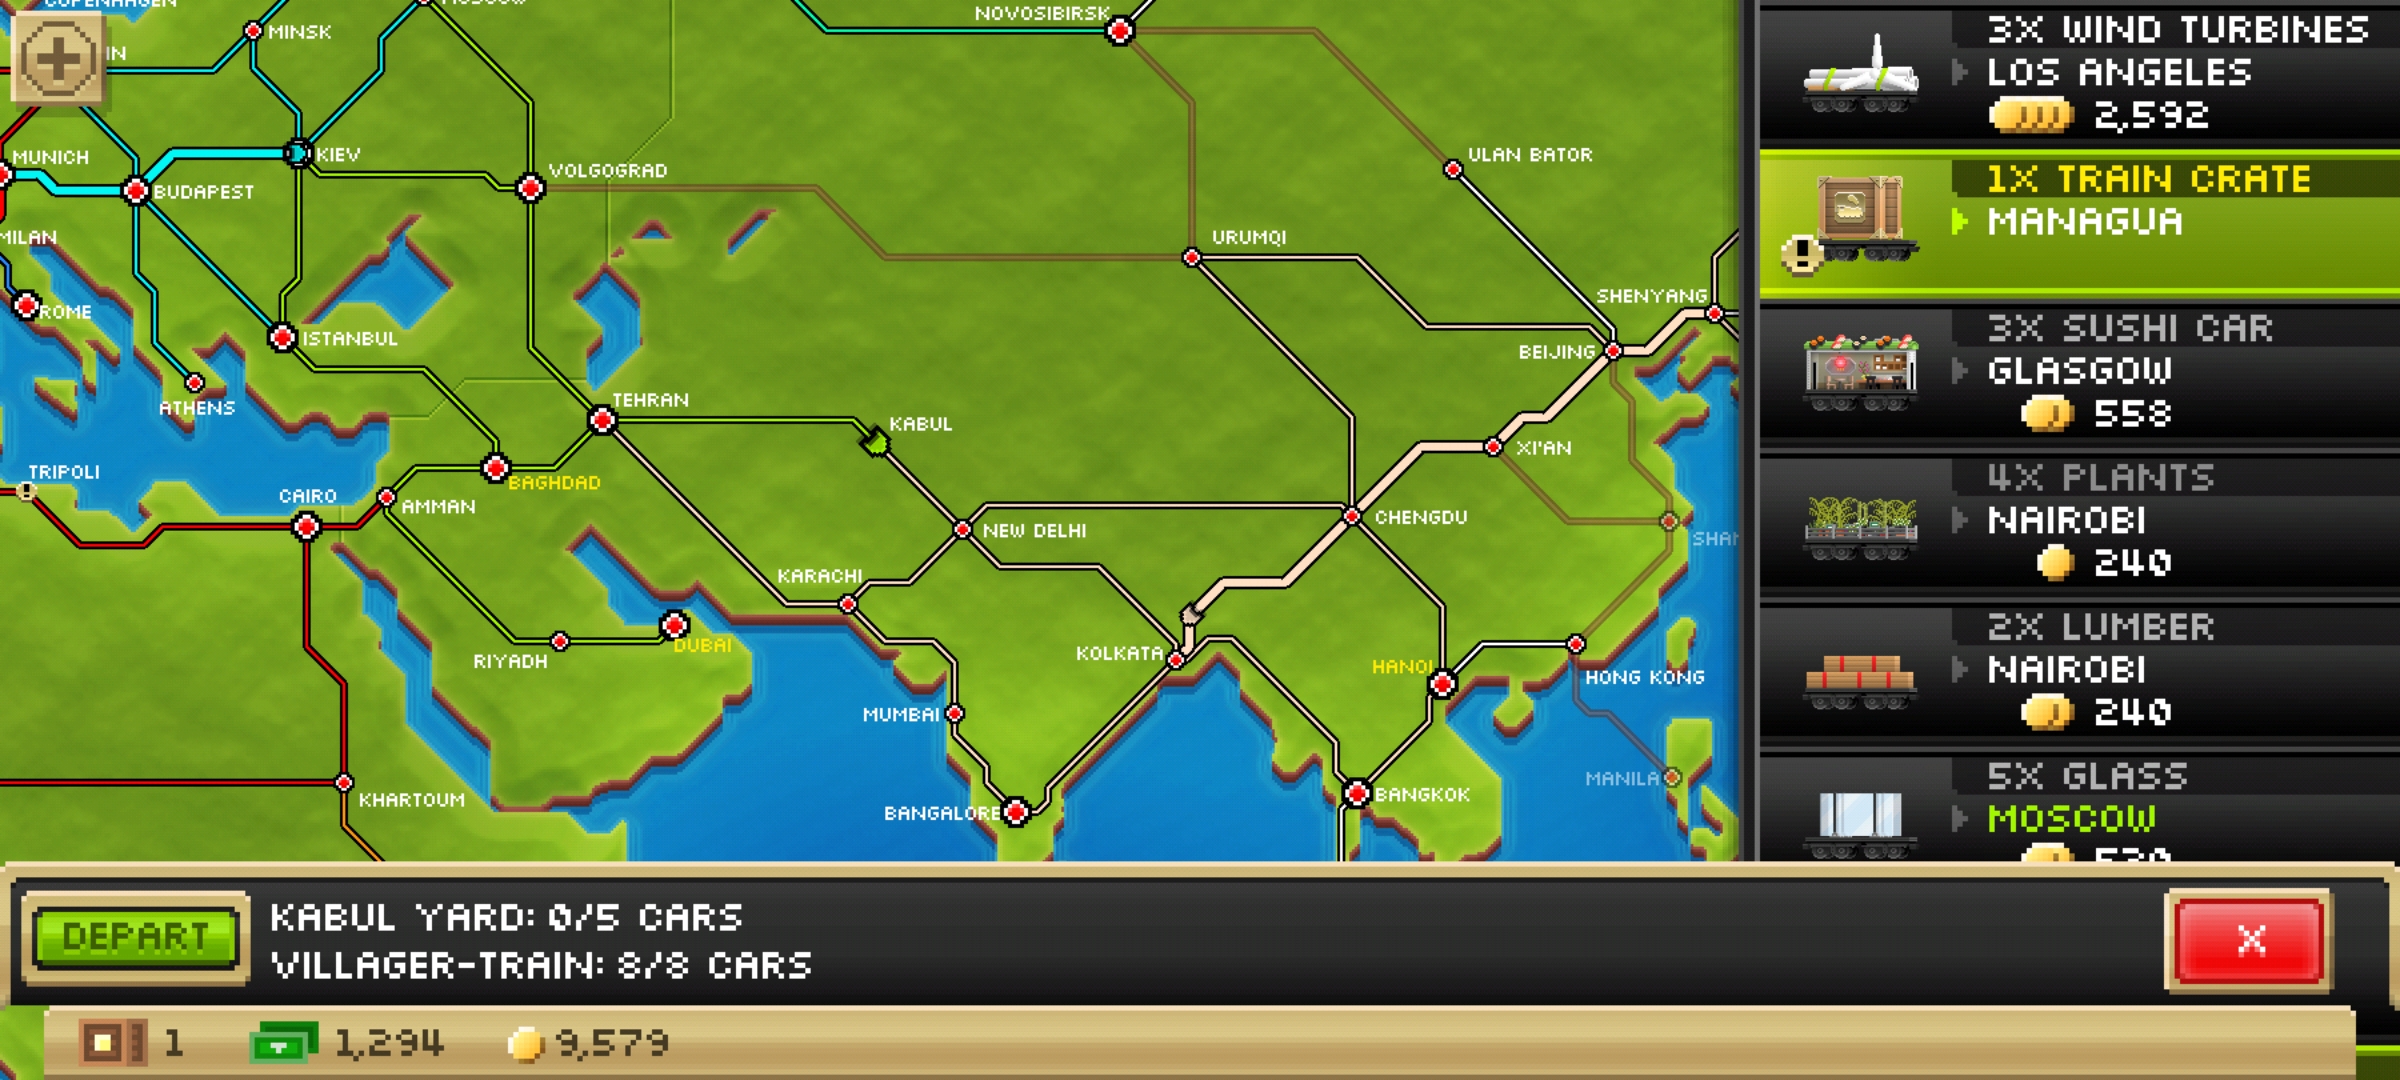 COPENHAGEN
NOVOSIBIRSK
MINSK
IN
MUNICH
KIEV
BUDAPEST
VOLGOGRAD
ULAN BATOR
MILAN
URUMQI
ROME
ISTANBUL
SHENYANG
BEIJING
ATHENS
TEHRAN
KABUL
XI'AN
TRIPOLI
BAGHDAD
CAIRO
AMMAN
NEW DELHI
CHENGDU
SHAN
KARACHI
RIYADH
DUBAI
KOLKATA
HANOI
HONG KONG
MUMBAI
MANILA
KHARTOUM
BANGALORE
BANGKOK
3X WIND TURBINES
LOS ANGELES
2,592
1X TRAIN CRATE
MANAGUA
3X SUSHI CAR
GLASGOW
558
4X PLANTS
NAIROBI
240
2X LUMBER
NAIROBI
240
5X GLASS
MOSCOW
DEPART
KABUL YARD: 0/5 CARS
VILLAGER-TRAIN: 8/8 CARS
X
1
1,294
9,579